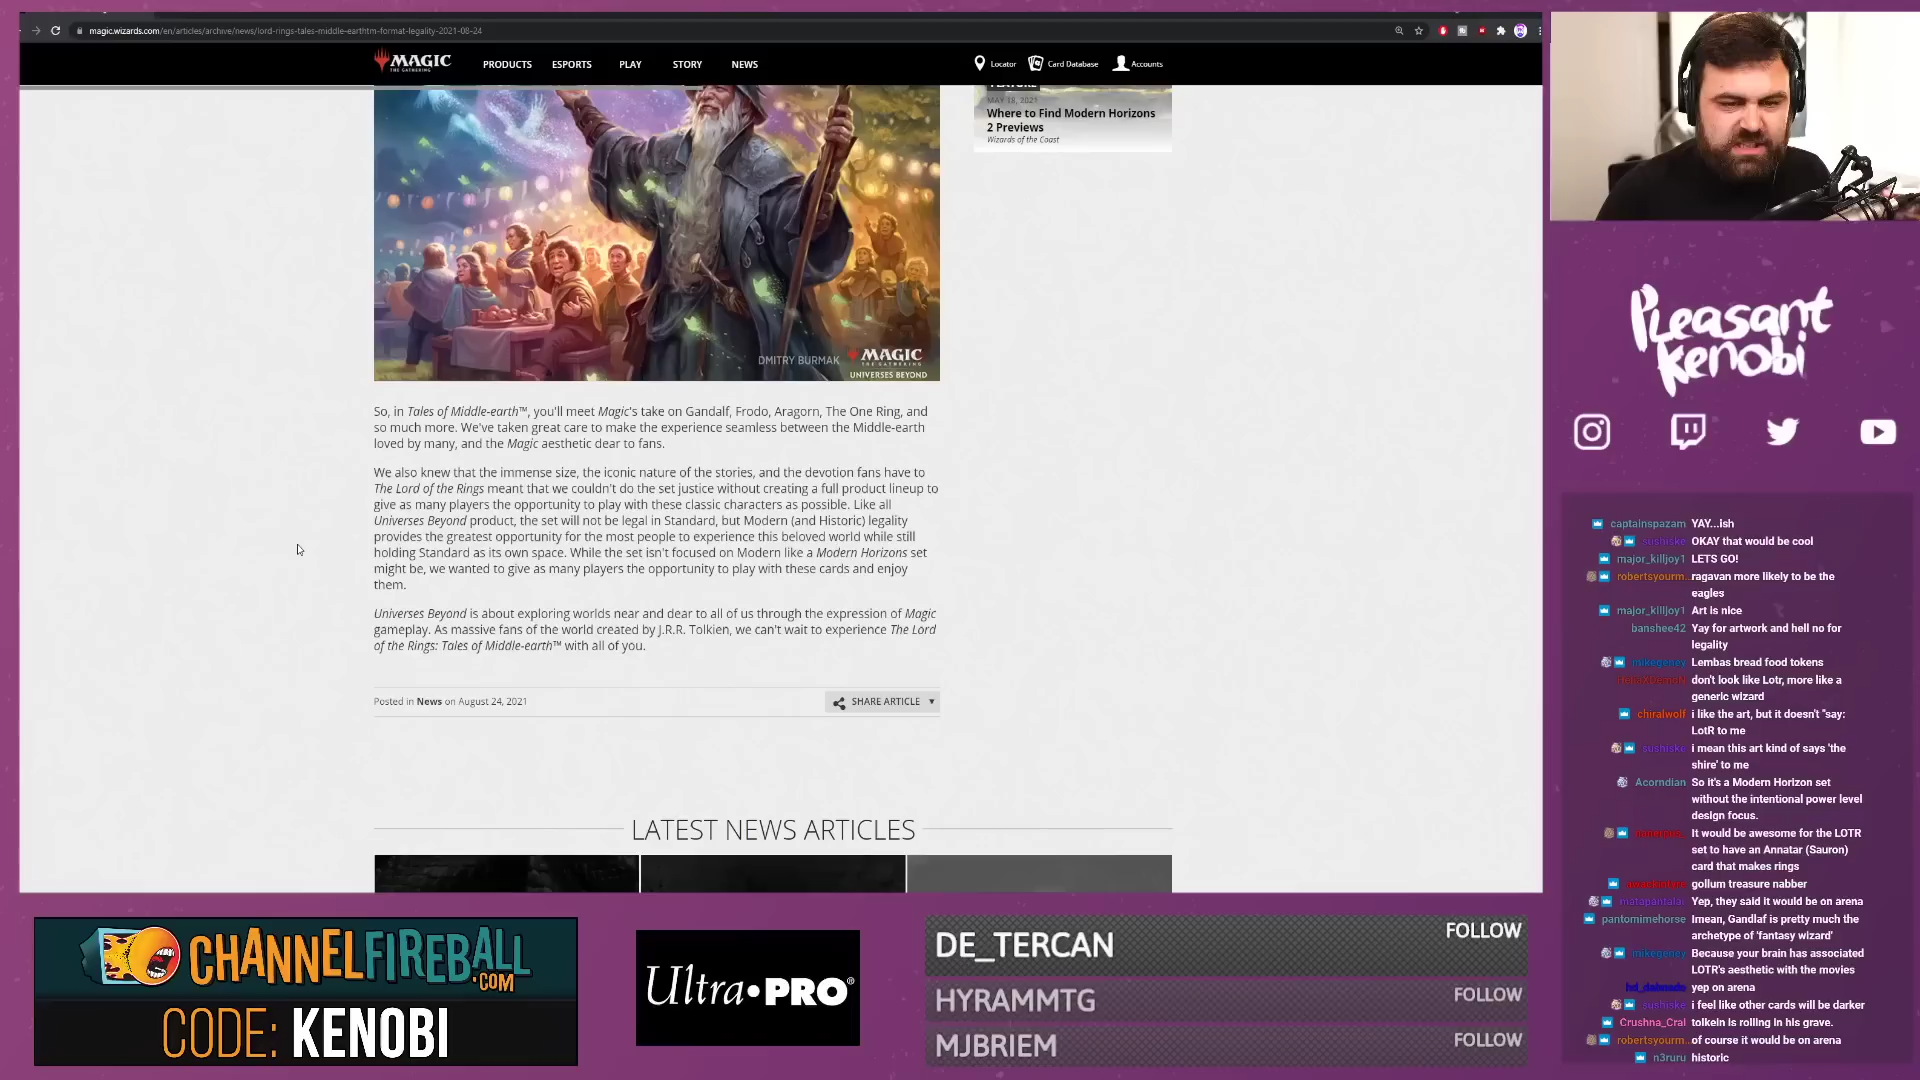 magic.wizards.com/en/articles/archive/news/lord-rings-tales-middle-earthtm-format-legality-2021-08-24
MAGIC
THE GATHERING
PRODUCTS ESPORTS PLAY STORY NEWS
Locator Card Database Accounts
FEATURE
MAY 18, 2021
Where to Find Modern Horizons
2 Previews
Wizards of the Coast
DMITRY BURMAK
MAGIC
THE GATHERING
UNIVERSES BEYOND
So, in Tales of Middle-earth™, you'll meet Magic's take on Gandalf, Frodo, Aragorn, The One Ring, and
so much more. We've taken great care to make the experience seamless between the Middle-earth
loved by many, and the Magic aesthetic dear to fans.
We also knew that the immense size, the iconic nature of the stories, and the devotion fans have to
The Lord of the Rings meant that we couldn't do the set justice without creating a full product lineup to
give as many players the opportunity to play with these classic characters as possible. Like all
Universes Beyond product, the set will not be legal in Standard, but Modern (and Historic) legality
provides the greatest opportunity for the most people to experience this beloved world while still
holding Standard as its own space. While the set isn't focused on Modern like a Modern Horizons set
might be, we wanted to give as many players the opportunity to play with these cards and enjoy
them.
Universes Beyond is about exploring worlds near and dear to all of us through the expression of Magic
gameplay. As massive fans of the world created by J.R.R. Tolkien, we can't wait to experience The Lord
of the Rings: Tales of Middle-earth™ with all of you.
Posted in News on August 24, 2021
SHARE ARTICLE ▼
LATEST NEWS ARTICLES
Pleasant
Kenobi
captainspazam YAY...ish
sushiske OKAY that would be cool
major_killjoy1 LETS GO!
robertsyourm... ragavan more likely to be the
eagles
major_killjoy1 Art is nice
banshee42 Yay for artwork and hell no for
legality
mikegeney Lembas bread food tokens
don't look like Lotr, more like a
generic wizard
chiralwolf i like the art, but it doesn't "say:
LotR to me
sushiske i mean this art kind of says 'the
shire' to me
Acorndian So it's a Modern Horizon set
without the intentional power level
design focus.
It would be awesome for the LOTR
set to have an Annatar (Sauron)
card that makes rings
gollum treasure nabber
matapantalai Yep, they said it would be on arena
pantomimehorse Imean, Gandlaf is pretty much the
archetype of 'fantasy wizard'
mikegeney Because your brain has associated
LOTR's aesthetic with the movies
yep on arena
sushiske i feel like other cards will be darker
Crushna_Cral tolkein is rolling in his grave.
robertsyourm... of course it would be on arena
n3ruru historic
CHANNELFIREBALL
.COM
CODE: KENOBI
Ultra•PRO®
DE_TERCAN FOLLOW
HYRAMMTG FOLLOW
MJBRIEM FOLLOW